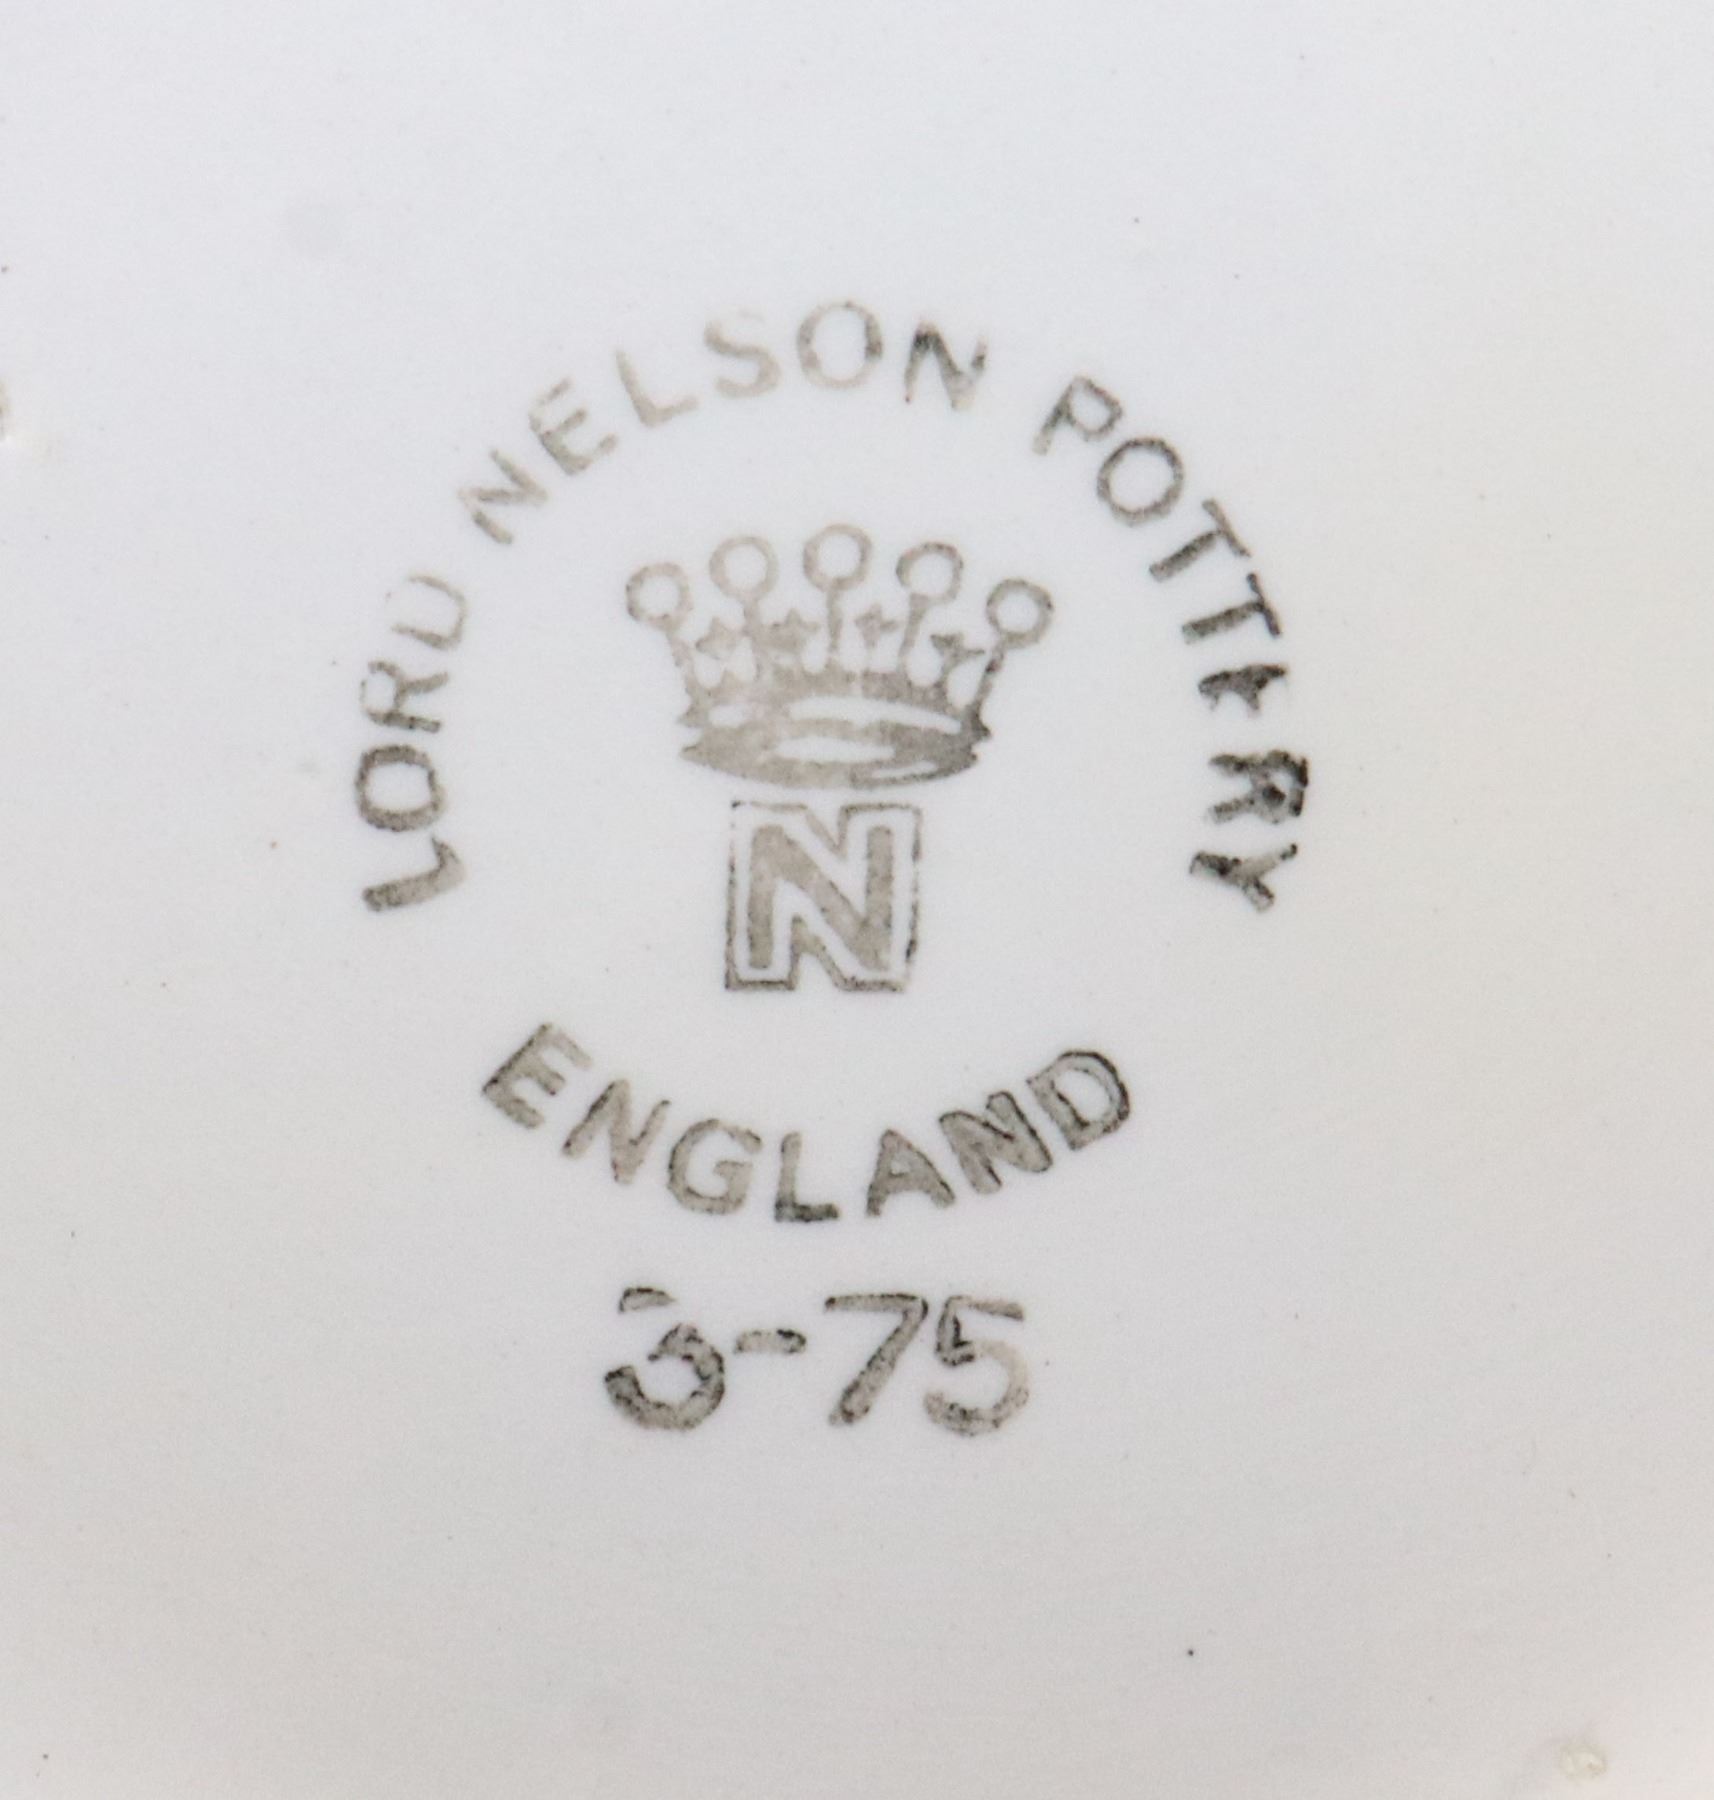 LORD NELSON POTTERY
N
ENGLAND
3-75